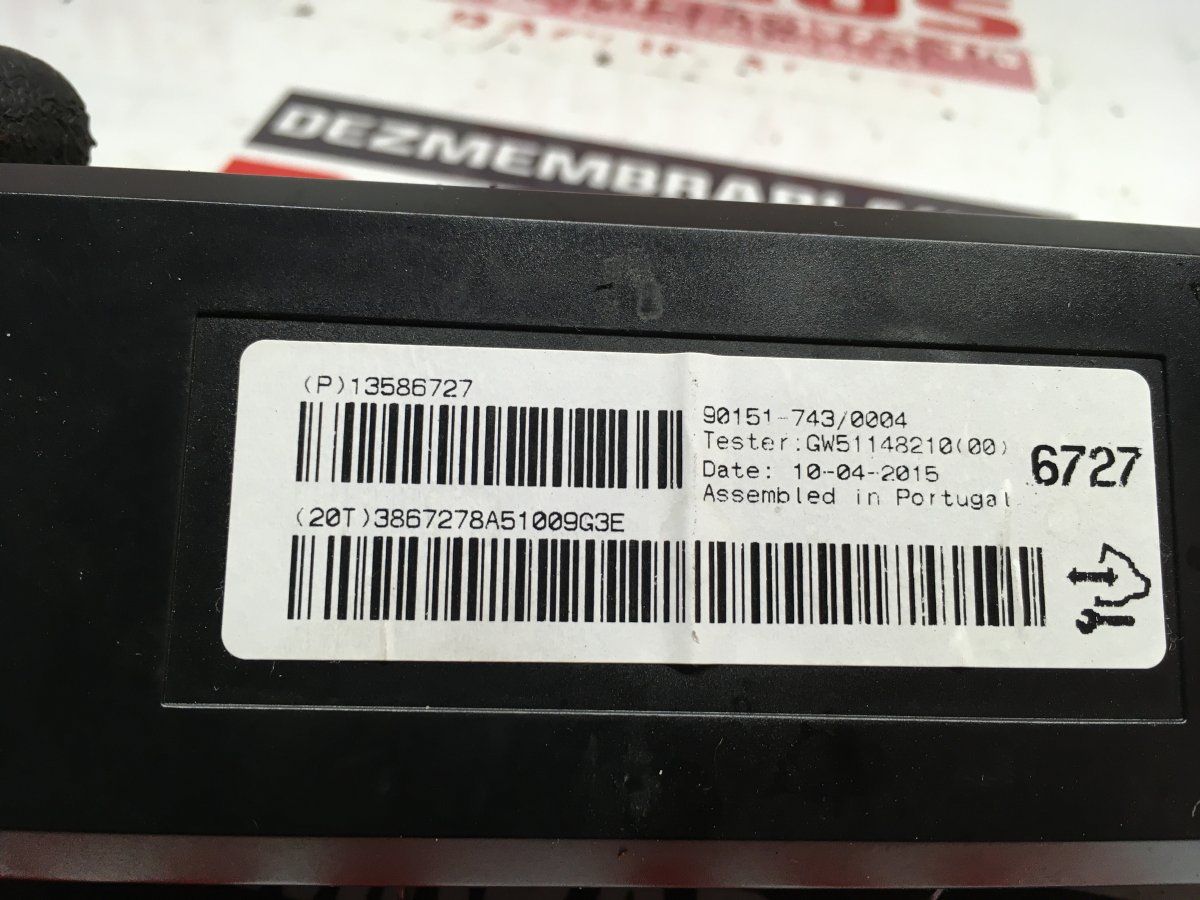 DEZMEMBRARI
(P)13586727
90151-743/0004
Tester:GW51148210(00)
Date: 10-04-2015
Assembled in Portugal
6727
(20T)3867278A51009G3E